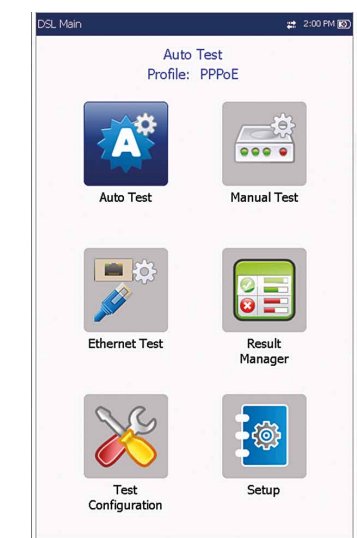 DSL Main 2:00 PM
Auto Test
Profile: PPPoE
A
Auto Test Manual Test
Ethernet Test Result
Manager
Test
Configuration Setup